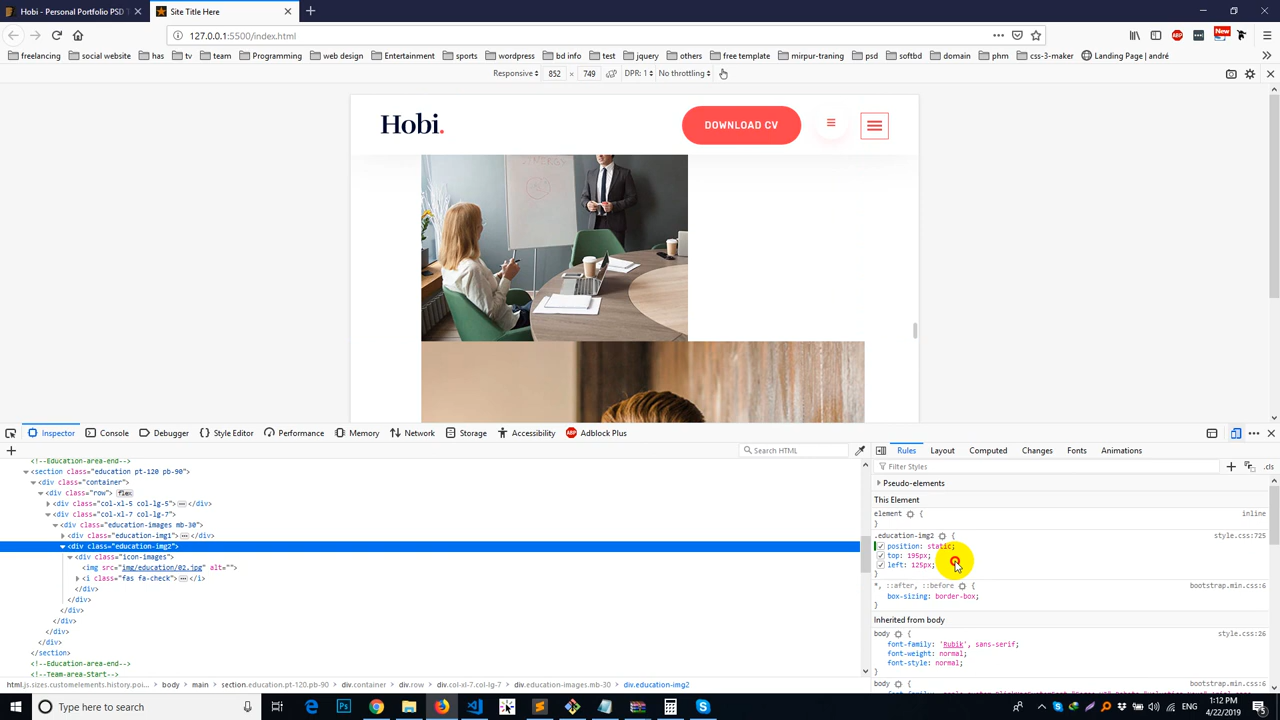 Hobi - Personal Portfolio PSD T
Site Title Here
127.0.0.1:5500/index.html
New
freelancing
social website
has
tv
team
Programming
web design
Entertainment
sports
wordpress
bd info
test
jquery
others
free template
mirpur-traning
psd
softbd
domain
phm
css-3-maker
Landing Page | andré
Responsive
852 × 749
DPR: 1
No throttling
Hobi.
DOWNLOAD CV
Inspector
Console
Debugger
Style Editor
Performance
Memory
Network
Storage
Accessibility
Adblock Plus
Search HTML
<!--Education-area-end-->
<section class="education pt-120 pb-90">
<div class="container">
<div class="row"> flex
<div class="col-xl-5 col-lg-5"></div>
<div class="col-xl-7 col-lg-7">
<div class="education-images mb-30">
<div class="education-img1"></div>
<div class="education-img2">
<div class="icon-images">
<img src="img/education/02.jpg" alt="">
<i class="fas fa-check"></i>
</div>
</div>
</div>
</div>
</div>
</div>
</section>
<!--Education-area-end-->
<!--Team-area-Start-->
html.js.sizes.customelements.history.poi...
body
main
section.education.pt-120.pb-90
div.container
div.row
div.col-xl-7.col-lg-7
div.education-images.mb-30
div.education-img2
Rules
Layout
Computed
Changes
Fonts
Animations
Filter Styles
.cls
Pseudo-elements
This Element
element {
inline
}
.education-img2 {
style.css:725
position: static;
top: 195px;
left: 125px;
}
*, ::after, ::before {
bootstrap.min.css:6
box-sizing: border-box;
}
Inherited from body
body {
style.css:26
font-family: 'Rubik', sans-serif;
font-weight: normal;
font-style: normal;
}
body {
bootstrap.min.css:6
Type here to search
ENG
1:12 PM
4/22/2019